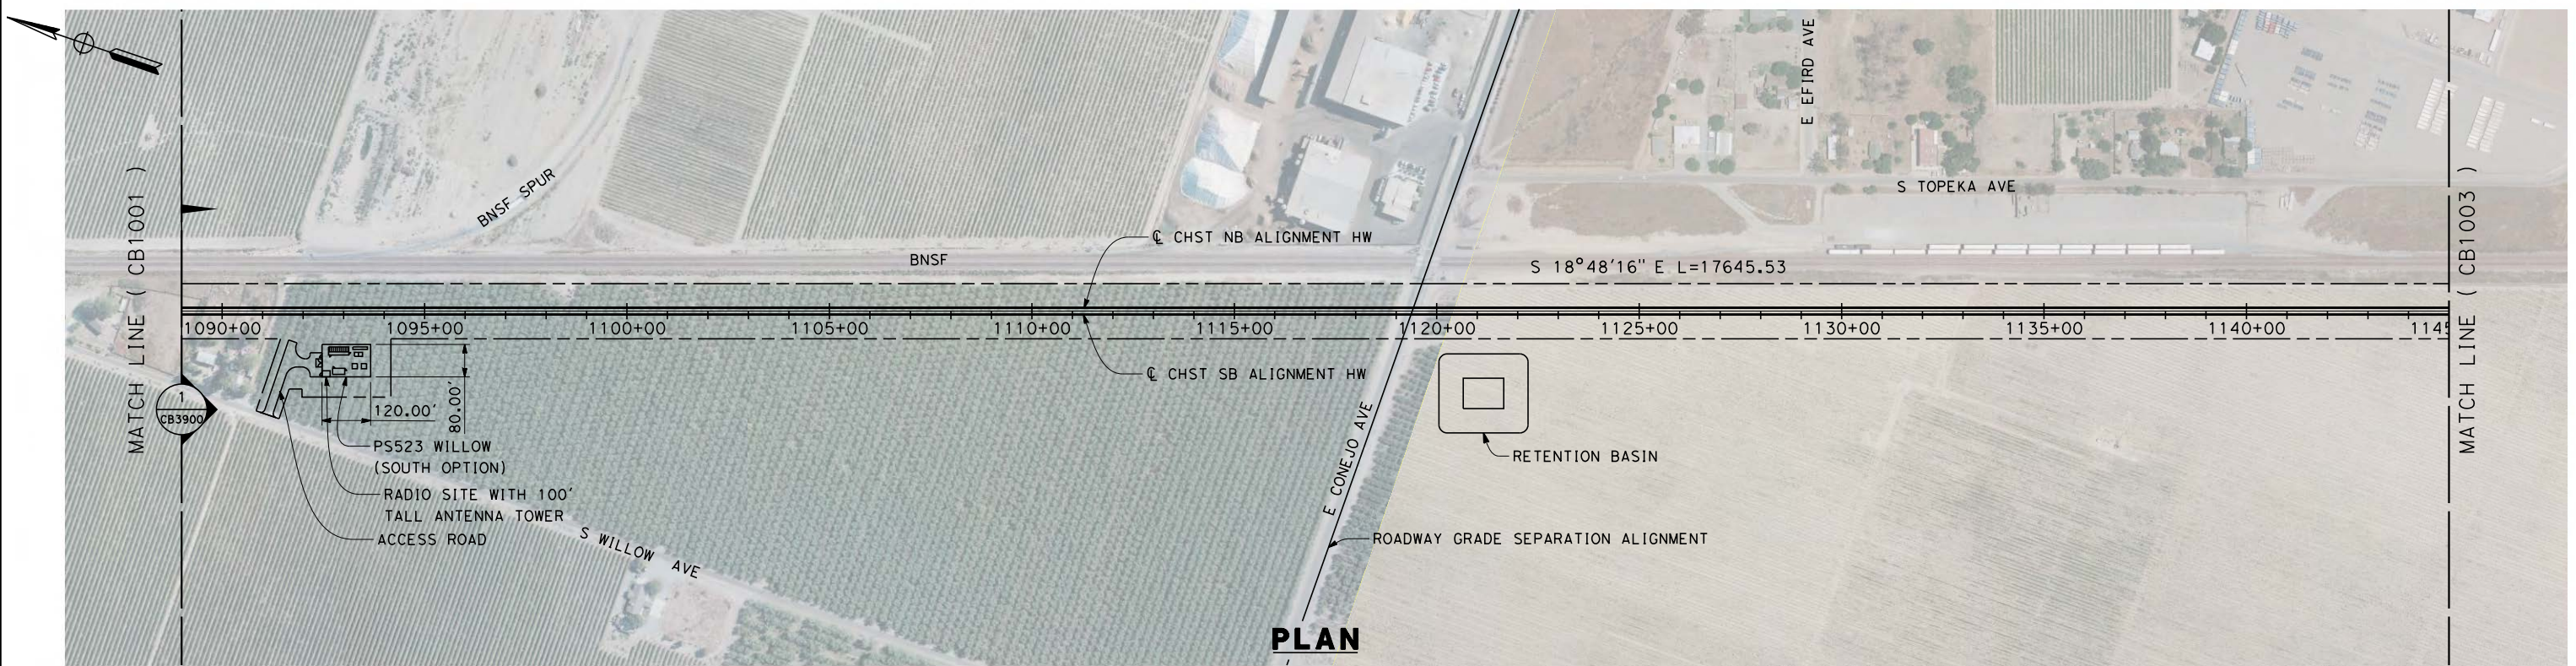 E EFIRD AVE
MATCH LINE ( CB1001 )
BNSF SPUR
S TOPEKA AVE
MATCH LINE ( CB1003 )
℄ CHST NB ALIGNMENT HW
BNSF
S 18°48'16" E L=17645.53
1090+00
1095+00
1100+00
1105+00
1110+00
1115+00
1120+00
1125+00
1130+00
1135+00
1140+00
1145
℄ CHST SB ALIGNMENT HW
1
CB3900
120.00'
80.00'
PS523 WILLOW
(SOUTH OPTION)
RADIO SITE WITH 100'
TALL ANTENNA TOWER
ACCESS ROAD
S WILLOW AVE
E CONEJO AVE
RETENTION BASIN
ROADWAY GRADE SEPARATION ALIGNMENT
PLAN